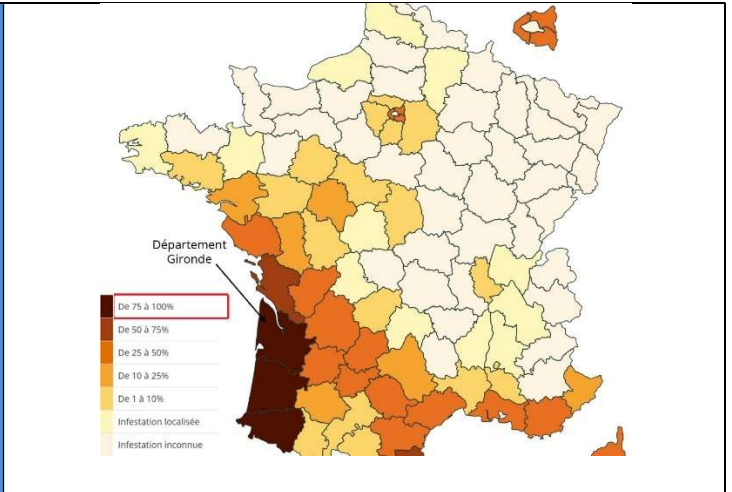 Département
Gironde
De 75 à 100%
De 50 à 75%
De 25 à 50%
De 10 à 25%
De 1 à 10%
Infestation localisée
Infestation inconnue